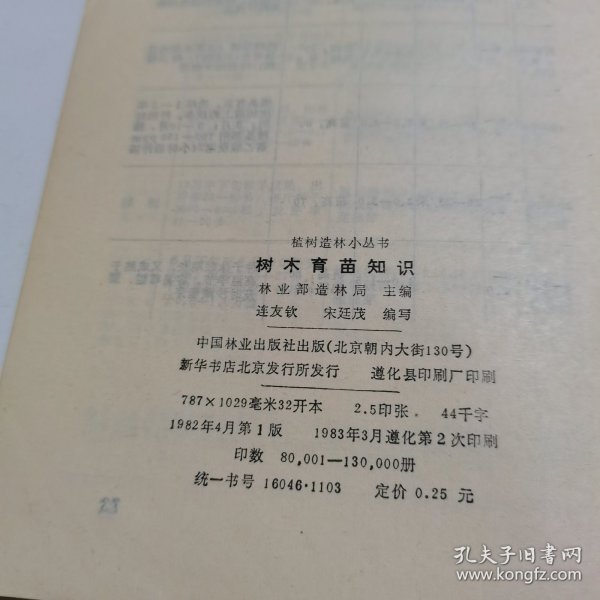 植树造林小丛书
树木育苗知识
林业部造林局 主编
连友钦 宋廷茂 编写
中国林业出版社出版(北京朝内大街130号)
新华书店北京发行所发行 遵化县印刷厂印刷
787×1029毫米32开本 2.5印张 44千字
1982年4月第1版 1983年3月遵化第2次印刷
印数 80,001—130,000册
统一书号 16046·1103 定价 0.25 元
孔夫子旧书网
www.kongfz.com